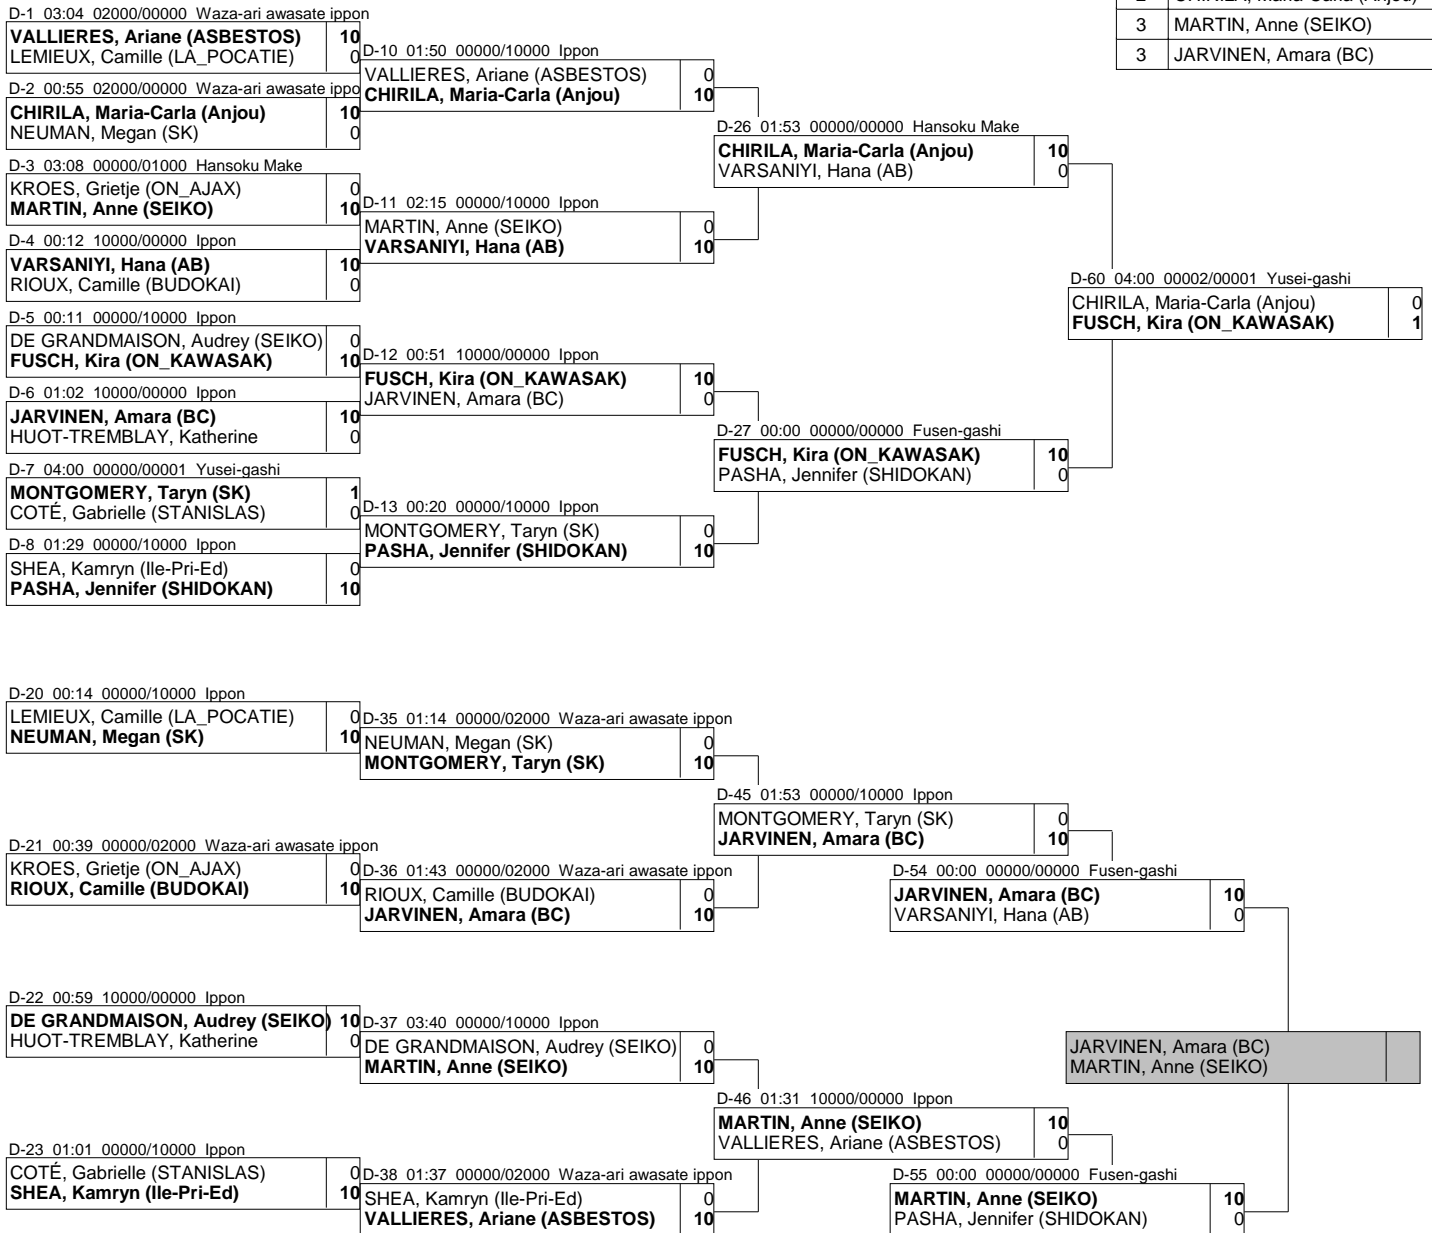 D-1 03:04 02000/00000 Waza-ari awasate ippon
VALLIERES, Ariane (ASBESTOS) 10
LEMIEUX, Camille (LA_POCATIE) 0
D-2 00:55 02000/00000 Waza-ari awasate ippo
CHIRILA, Maria-Carla (Anjou) 10
NEUMAN, Megan (SK) 0
D-3 03:08 00000/01000 Hansoku Make
KROES, Grietje (ON_AJAX) 0
MARTIN, Anne (SEIKO) 10
D-4 00:12 10000/00000 Ippon
VARSANIYI, Hana (AB) 10
RIOUX, Camille (BUDOKAI) 0
D-5 00:11 00000/10000 Ippon
DE GRANDMAISON, Audrey (SEIKO) 0
FUSCH, Kira (ON_KAWASAK) 10
D-6 01:02 10000/00000 Ippon
JARVINEN, Amara (BC) 10
HUOT-TREMBLAY, Katherine 0
D-7 04:00 00000/00001 Yusei-gashi
MONTGOMERY, Taryn (SK) 1
COTÉ, Gabrielle (STANISLAS) 0
D-8 01:29 00000/10000 Ippon
SHEA, Kamryn (Ile-Pri-Ed) 0
PASHA, Jennifer (SHIDOKAN) 10
D-10 01:50 00000/10000 Ippon
VALLIERES, Ariane (ASBESTOS) 0
CHIRILA, Maria-Carla (Anjou) 10
D-11 02:15 00000/10000 Ippon
MARTIN, Anne (SEIKO) 0
VARSANIYI, Hana (AB) 10
D-12 00:51 10000/00000 Ippon
FUSCH, Kira (ON_KAWASAK) 10
JARVINEN, Amara (BC) 0
D-13 00:20 00000/10000 Ippon
MONTGOMERY, Taryn (SK) 0
PASHA, Jennifer (SHIDOKAN) 10
D-26 01:53 00000/00000 Hansoku Make
CHIRILA, Maria-Carla (Anjou) 10
VARSANIYI, Hana (AB) 0
D-27 00:00 00000/00000 Fusen-gashi
FUSCH, Kira (ON_KAWASAK) 10
PASHA, Jennifer (SHIDOKAN) 0
D-60 04:00 00002/00001 Yusei-gashi
CHIRILA, Maria-Carla (Anjou) 0
FUSCH, Kira (ON_KAWASAK) 1
3 MARTIN, Anne (SEIKO)
3 JARVINEN, Amara (BC)
D-20 00:14 00000/10000 Ippon
LEMIEUX, Camille (LA_POCATIE) 0
NEUMAN, Megan (SK) 10
D-21 00:39 00000/02000 Waza-ari awasate ippon
KROES, Grietje (ON_AJAX) 0
RIOUX, Camille (BUDOKAI) 10
D-22 00:59 10000/00000 Ippon
DE GRANDMAISON, Audrey (SEIKO) 10
HUOT-TREMBLAY, Katherine 0
D-23 01:01 00000/10000 Ippon
COTÉ, Gabrielle (STANISLAS) 0
SHEA, Kamryn (Ile-Pri-Ed) 10
D-35 01:14 00000/02000 Waza-ari awasate ippon
NEUMAN, Megan (SK) 0
MONTGOMERY, Taryn (SK) 10
D-36 01:43 00000/02000 Waza-ari awasate ippon
RIOUX, Camille (BUDOKAI) 0
JARVINEN, Amara (BC) 10
D-37 03:40 00000/10000 Ippon
DE GRANDMAISON, Audrey (SEIKO) 0
MARTIN, Anne (SEIKO) 10
D-38 01:37 00000/02000 Waza-ari awasate ippon
SHEA, Kamryn (Ile-Pri-Ed) 0
VALLIERES, Ariane (ASBESTOS) 10
D-45 01:53 00000/10000 Ippon
MONTGOMERY, Taryn (SK) 0
JARVINEN, Amara (BC) 10
D-46 01:31 10000/00000 Ippon
MARTIN, Anne (SEIKO) 10
VALLIERES, Ariane (ASBESTOS) 0
D-54 00:00 00000/00000 Fusen-gashi
JARVINEN, Amara (BC) 10
VARSANIYI, Hana (AB) 0
D-55 00:00 00000/00000 Fusen-gashi
MARTIN, Anne (SEIKO) 10
PASHA, Jennifer (SHIDOKAN) 0
JARVINEN, Amara (BC)
MARTIN, Anne (SEIKO)